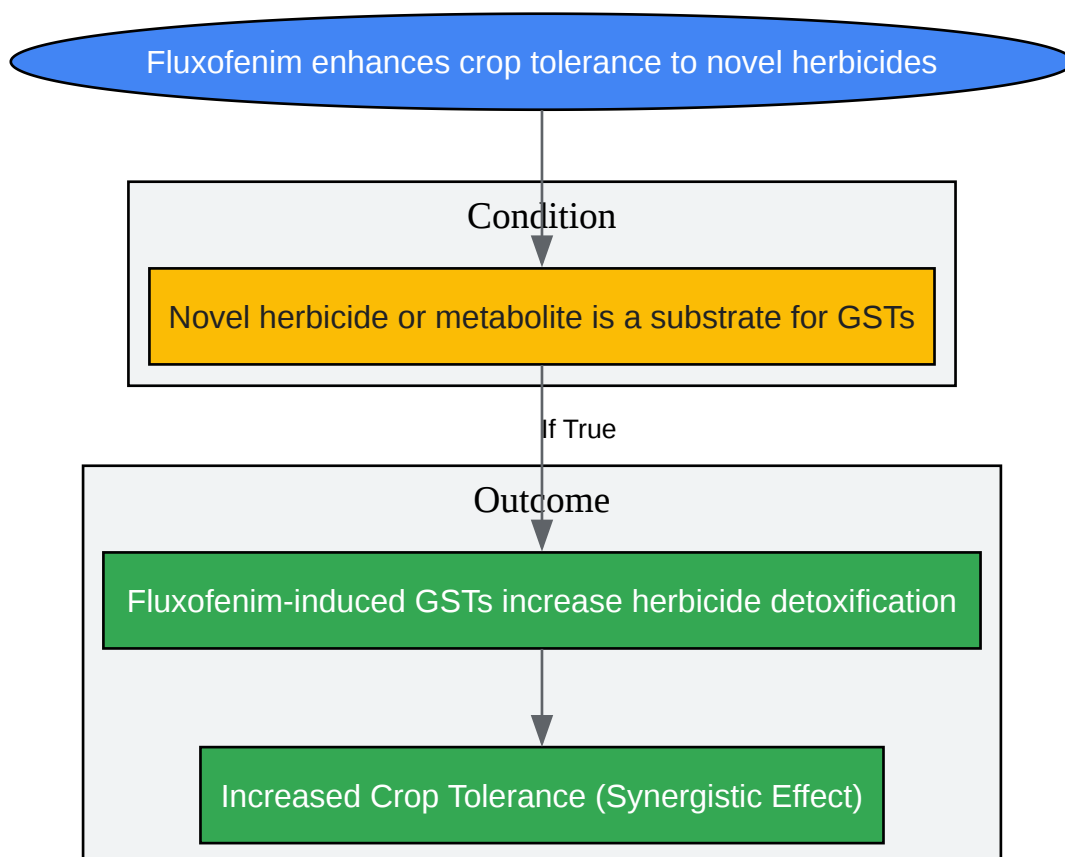 Fluxofenim enhances crop tolerance to novel herbicides
Condition
Novel herbicide or metabolite is a substrate for GSTs
If True
Outcome
Fluxofenim-induced GSTs increase herbicide detoxification
Increased Crop Tolerance (Synergistic Effect)